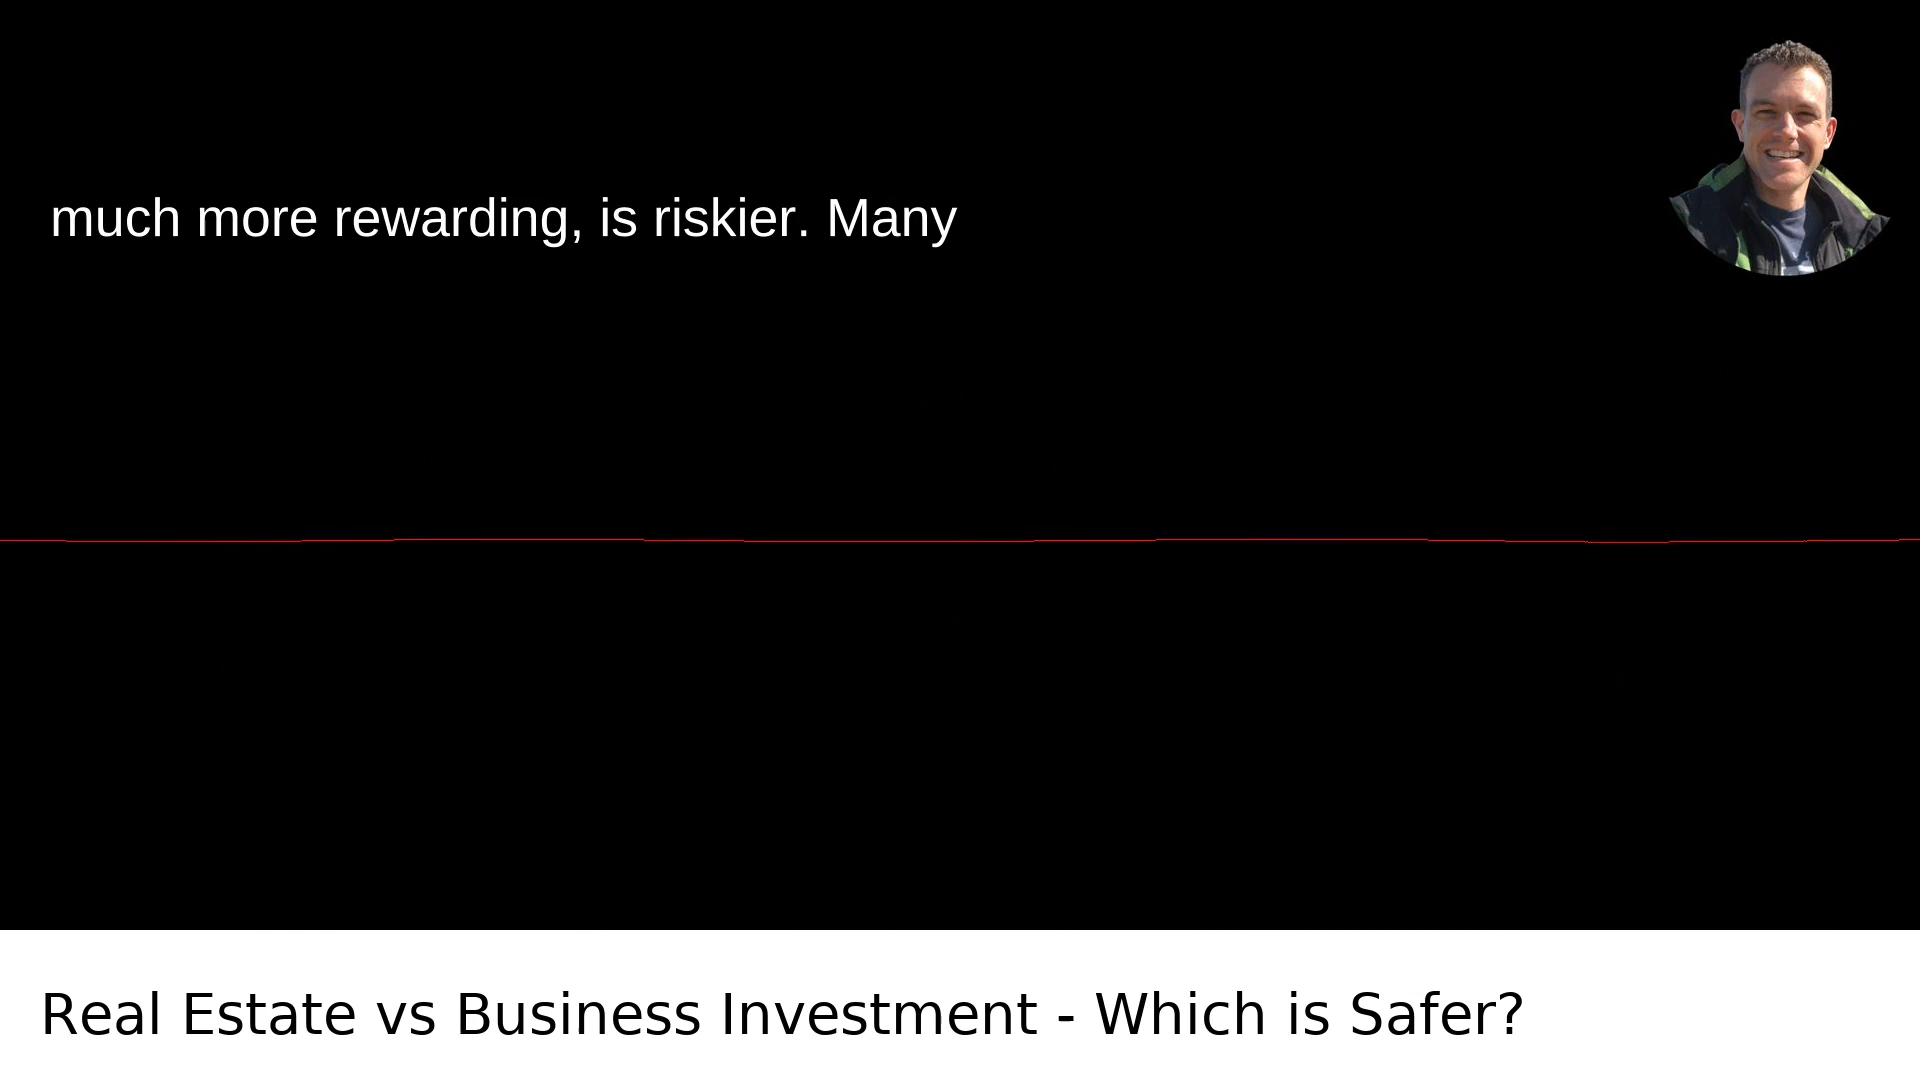 much more rewarding, is riskier. Many
Real Estate vs Business Investment - Which is Safer?